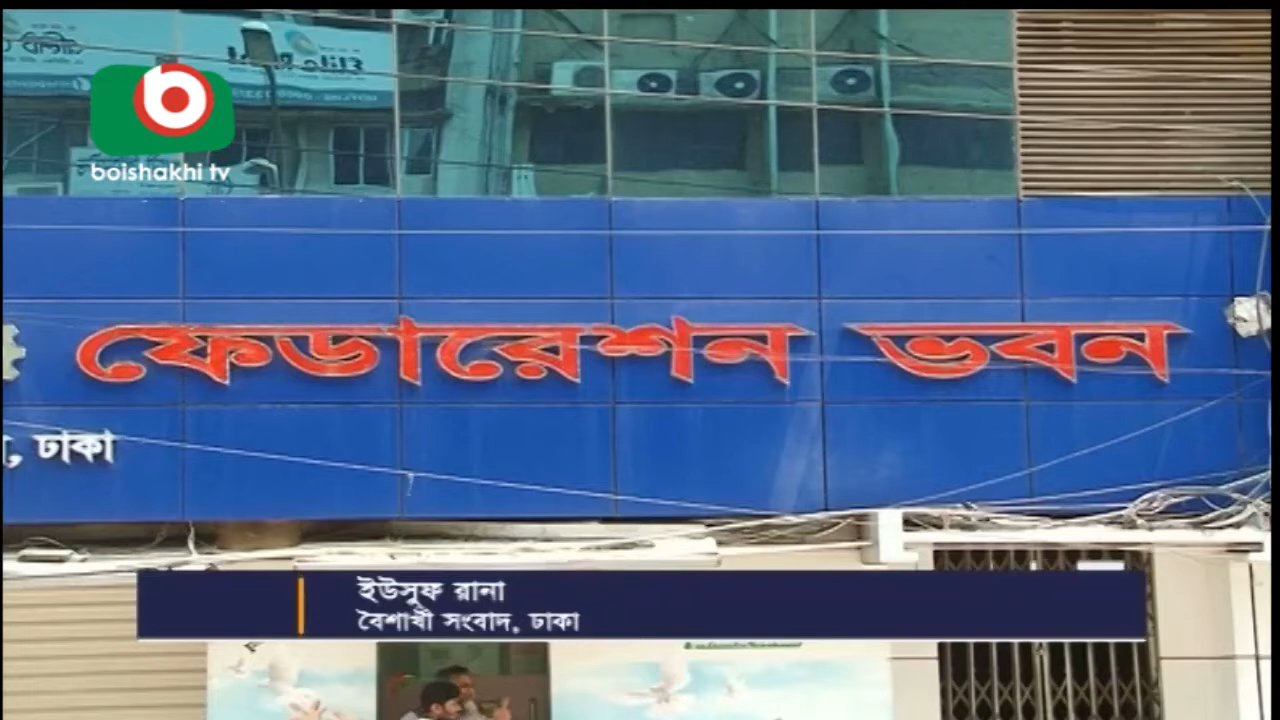 boishakhi tv
ফেডারেশন ভবন
, ঢাকা
ইউসুফ রানা
বৈশাখী সংবাদ, ঢাকা